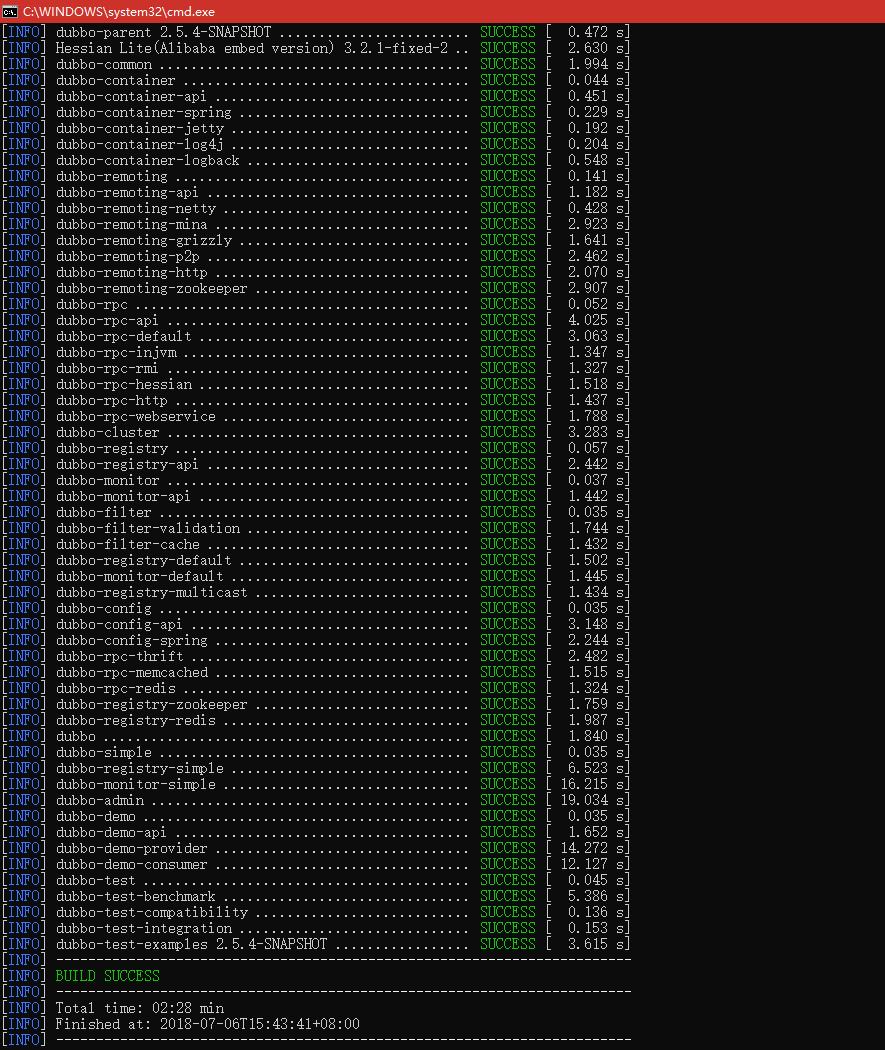 C:\WINDOWS\system32\cmd.exe
[INFO] dubbo-parent 2.5.4-SNAPSHOT ........................ SUCCESS [  0.472 s]
[INFO] Hessian Lite(Alibaba embed version) 3.2.1-fixed-2 .. SUCCESS [  2.630 s]
[INFO] dubbo-common ....................................... SUCCESS [  1.994 s]
[INFO] dubbo-container .................................... SUCCESS [  0.044 s]
[INFO] dubbo-container-api ................................ SUCCESS [  0.451 s]
[INFO] dubbo-container-spring ............................. SUCCESS [  0.229 s]
[INFO] dubbo-container-jetty .............................. SUCCESS [  0.192 s]
[INFO] dubbo-container-log4j .............................. SUCCESS [  0.204 s]
[INFO] dubbo-container-logback ............................ SUCCESS [  0.548 s]
[INFO] dubbo-remoting ..................................... SUCCESS [  0.141 s]
[INFO] dubbo-remoting-api ................................. SUCCESS [  1.182 s]
[INFO] dubbo-remoting-netty ............................... SUCCESS [  0.428 s]
[INFO] dubbo-remoting-mina ................................ SUCCESS [  2.923 s]
[INFO] dubbo-remoting-grizzly ............................. SUCCESS [  1.641 s]
[INFO] dubbo-remoting-p2p ................................. SUCCESS [  2.462 s]
[INFO] dubbo-remoting-http ................................ SUCCESS [  2.070 s]
[INFO] dubbo-remoting-zookeeper ........................... SUCCESS [  2.907 s]
[INFO] dubbo-rpc .......................................... SUCCESS [  0.052 s]
[INFO] dubbo-rpc-api ...................................... SUCCESS [  4.025 s]
[INFO] dubbo-rpc-default .................................. SUCCESS [  3.063 s]
[INFO] dubbo-rpc-injvm .................................... SUCCESS [  1.347 s]
[INFO] dubbo-rpc-rmi ...................................... SUCCESS [  1.327 s]
[INFO] dubbo-rpc-hessian .................................. SUCCESS [  1.518 s]
[INFO] dubbo-rpc-http ..................................... SUCCESS [  1.437 s]
[INFO] dubbo-rpc-webservice ............................... SUCCESS [  1.788 s]
[INFO] dubbo-cluster ...................................... SUCCESS [  3.283 s]
[INFO] dubbo-registry ..................................... SUCCESS [  0.057 s]
[INFO] dubbo-registry-api ................................. SUCCESS [  2.442 s]
[INFO] dubbo-monitor ...................................... SUCCESS [  0.037 s]
[INFO] dubbo-monitor-api .................................. SUCCESS [  1.442 s]
[INFO] dubbo-filter ....................................... SUCCESS [  0.035 s]
[INFO] dubbo-filter-validation ............................ SUCCESS [  1.744 s]
[INFO] dubbo-filter-cache ................................. SUCCESS [  1.432 s]
[INFO] dubbo-registry-default ............................. SUCCESS [  1.502 s]
[INFO] dubbo-monitor-default .............................. SUCCESS [  1.445 s]
[INFO] dubbo-registry-multicast ........................... SUCCESS [  1.434 s]
[INFO] dubbo-config ....................................... SUCCESS [  0.035 s]
[INFO] dubbo-config-api ................................... SUCCESS [  3.148 s]
[INFO] dubbo-config-spring ................................ SUCCESS [  2.244 s]
[INFO] dubbo-rpc-thrift ................................... SUCCESS [  2.482 s]
[INFO] dubbo-rpc-memcached ................................ SUCCESS [  1.515 s]
[INFO] dubbo-rpc-redis .................................... SUCCESS [  1.324 s]
[INFO] dubbo-registry-zookeeper ........................... SUCCESS [  1.759 s]
[INFO] dubbo-registry-redis ............................... SUCCESS [  1.987 s]
[INFO] dubbo .............................................. SUCCESS [  1.840 s]
[INFO] dubbo-simple ....................................... SUCCESS [  0.035 s]
[INFO] dubbo-registry-simple .............................. SUCCESS [  6.523 s]
[INFO] dubbo-monitor-simple ............................... SUCCESS [ 16.215 s]
[INFO] dubbo-admin ........................................ SUCCESS [ 19.034 s]
[INFO] dubbo-demo ......................................... SUCCESS [  0.035 s]
[INFO] dubbo-demo-api ..................................... SUCCESS [  1.652 s]
[INFO] dubbo-demo-provider ................................ SUCCESS [ 14.272 s]
[INFO] dubbo-demo-consumer ................................ SUCCESS [ 12.127 s]
[INFO] dubbo-test ......................................... SUCCESS [  0.045 s]
[INFO] dubbo-test-benchmark ............................... SUCCESS [  5.386 s]
[INFO] dubbo-test-compatibility ........................... SUCCESS [  0.136 s]
[INFO] dubbo-test-integration ............................. SUCCESS [  0.153 s]
[INFO] dubbo-test-examples 2.5.4-SNAPSHOT ................. SUCCESS [  3.615 s]
[INFO] ------------------------------------------------------------------------
[INFO] BUILD SUCCESS
[INFO] ------------------------------------------------------------------------
[INFO] Total time: 02:28 min
[INFO] Finished at: 2018-07-06T15:43:41+08:00
[INFO] ------------------------------------------------------------------------